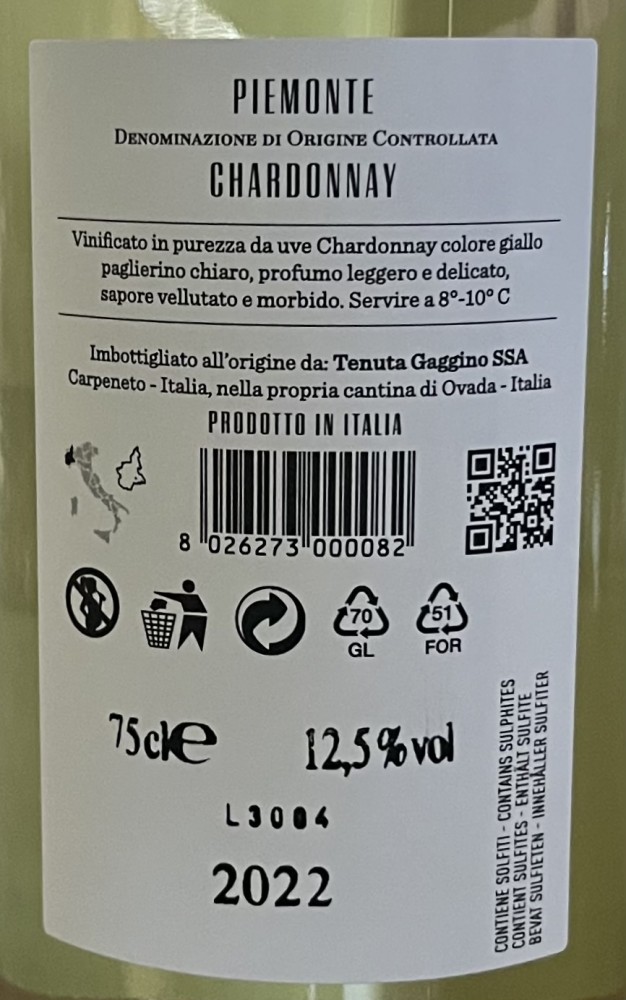 PIEMONTE
DENOMINAZIONE DI ORIGINE CONTROLLATA
CHARDONNAY
Vinificato in purezza da uve Chardonnay colore giallo
paglierino chiaro, profumo leggero e delicato,
sapore vellutato e morbido. Servire a 8°-10° C
Imbottigliato all'origine da: Tenuta Gaggino SSA
Carpeneto - Italia, nella propria cantina di Ovada - Italia
PRODOTTO IN ITALIA
8 026273 000082
70
GL
51
FOR
75cl e
12,5 % vol
L3004
2022
CONTIENE SOLFITI - CONTAINS SULPHITES
CONTIENT SULFITES - ENTHÄLT SULFITE
BEVAT SULFIETEN - INNEHÅLLER SULFITER